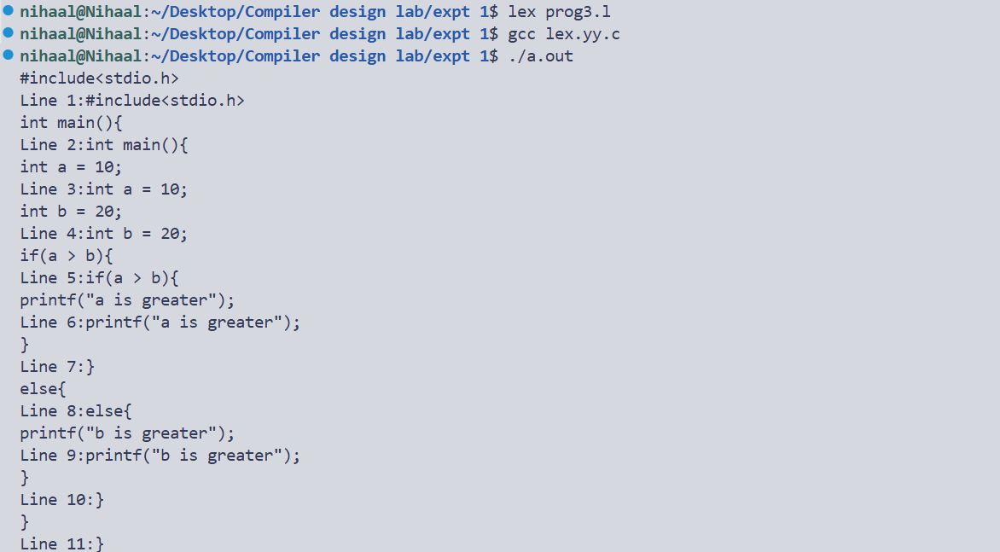 nihaal@Nihaal:~/Desktop/Compiler design lab/expt 1$ lex prog3.l
nihaal@Nihaal:~/Desktop/Compiler design lab/expt 1$ gcc lex.yy.c
nihaal@Nihaal:~/Desktop/Compiler design lab/expt 1$ ./a.out
#include<stdio.h>
Line 1:#include<stdio.h>
int main(){
Line 2:int main(){
int a = 10;
Line 3:int a = 10;
int b = 20;
Line 4:int b = 20;
if(a > b){
Line 5:if(a > b){
printf("a is greater");
Line 6:printf("a is greater");
}
Line 7:}
else{
Line 8:else{
printf("b is greater");
Line 9:printf("b is greater");
}
Line 10:}
}
Line 11:}